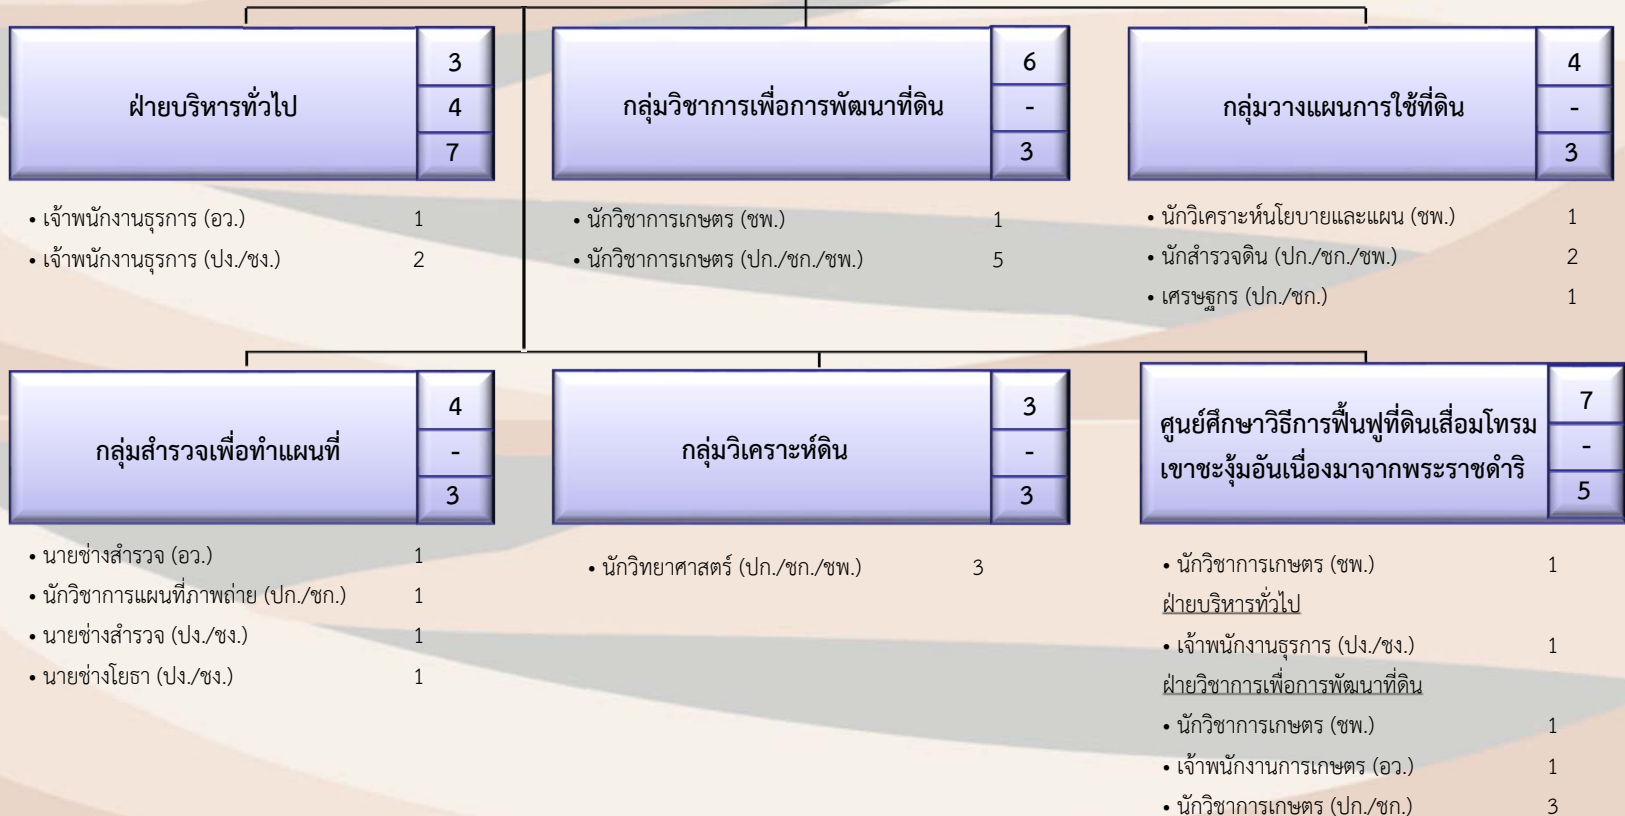 ฝ่ายบริหารทั่วไป
3
4
7
• เจ้าพนักงานธุรการ (อว.) 1
• เจ้าพนักงานธุรการ (ปง./ชง.) 2
กลุ่มวิชาการเพื่อการพัฒนาที่ดิน
6
-
3
• นักวิชาการเกษตร (ชพ.) 1
• นักวิชาการเกษตร (ปก./ชก./ชพ.) 5
กลุ่มวางแผนการใช้ที่ดิน
4
-
3
• นักวิเคราะห์นโยบายและแผน (ชพ.) 1
• นักสำรวจดิน (ปก./ชก./ชพ.) 2
• เศรษฐกร (ปก./ชก.) 1
กลุ่มสำรวจเพื่อทำแผนที่
4
-
3
• นายช่างสำรวจ (อว.) 1
• นักวิชาการแผนที่ภาพถ่าย (ปก./ชก.) 1
• นายช่างสำรวจ (ปง./ชง.) 1
• นายช่างโยธา (ปง./ชง.) 1
กลุ่มวิเคราะห์ดิน
3
-
3
• นักวิทยาศาสตร์ (ปก./ชก./ชพ.) 3
ศูนย์ศึกษาวิธีการฟื้นฟูที่ดินเสื่อมโทรม
เขาชะงุ้มอันเนื่องมาจากพระราชดำริ
7
-
5
• นักวิชาการเกษตร (ชพ.) 1
ฝ่ายบริหารทั่วไป
• เจ้าพนักงานธุรการ (ปง./ชง.) 1
ฝ่ายวิชาการเพื่อการพัฒนาที่ดิน
• นักวิชาการเกษตร (ชพ.) 1
• เจ้าพนักงานการเกษตร (อว.) 1
• นักวิชาการเกษตร (ปก./ชก.) 3